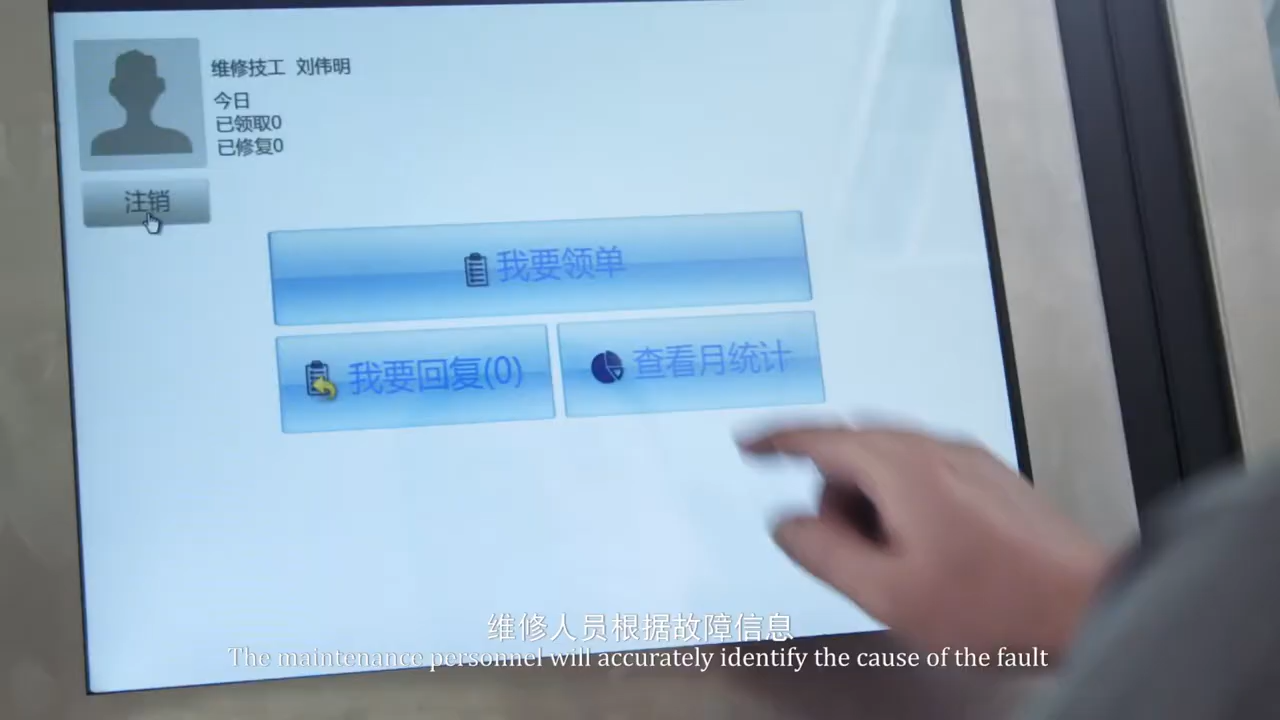 维修技工 刘伟明
今日
已领取0
已修复0
注销
我要领单
我要回复(0)
查看月统计
维修人员根据故障信息
The maintenance personnel will accurately identify the cause of the fault